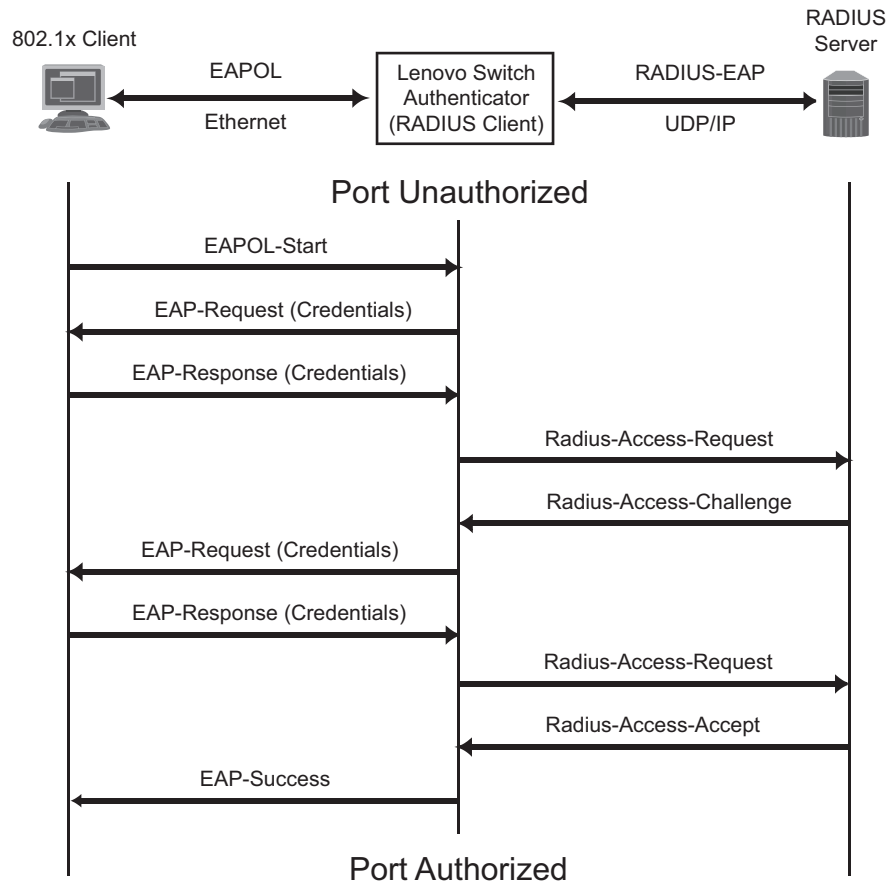 802.1x Client
EAPOL
Ethernet
Lenovo Switch
Authenticator
(RADIUS Client)
RADIUS-EAP
UDP/IP
RADIUS
Server
Port Unauthorized
EAPOL-Start
EAP-Request (Credentials)
EAP-Response (Credentials)
Radius-Access-Request
Radius-Access-Challenge
EAP-Request (Credentials)
EAP-Response (Credentials)
Radius-Access-Request
Radius-Access-Accept
EAP-Success
Port Authorized